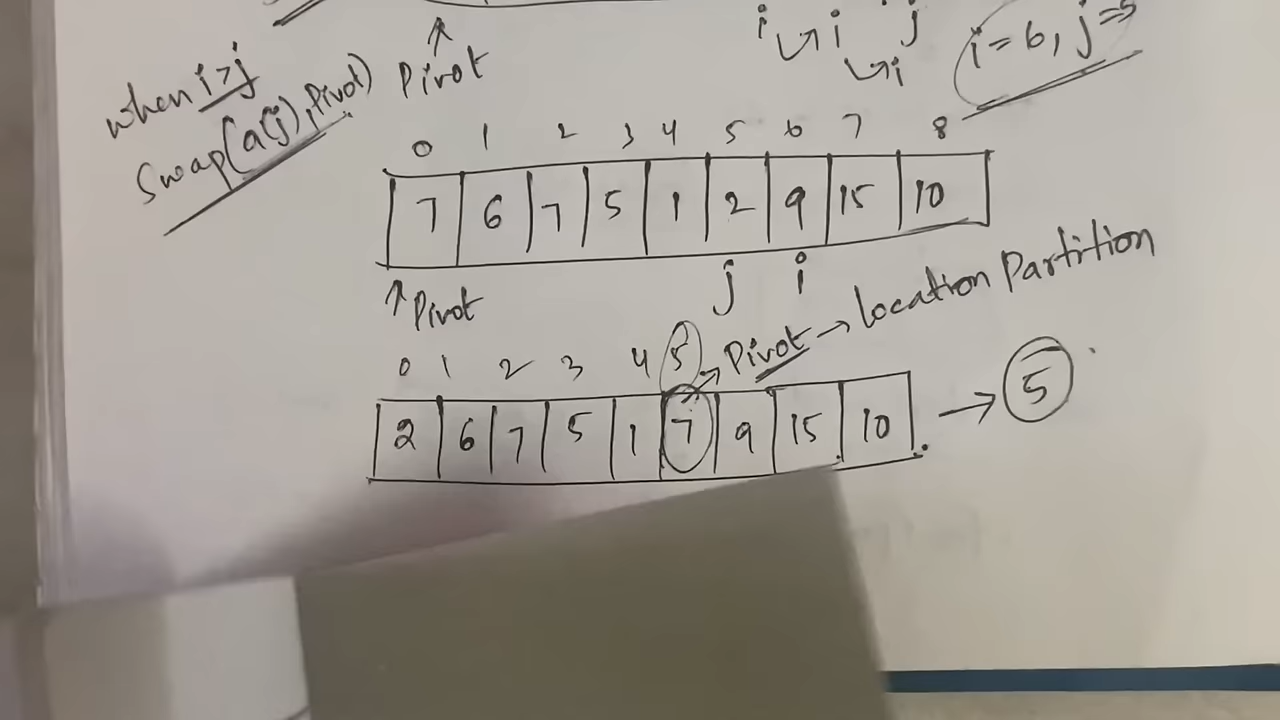 i i j
i
i=6, j=5
when i>j
Swap(a(j), Pivot)
Pivot
0 1 2 3 4 5 6 7 8
7 6 7 5 1 2 9 15 10
j i
Pivot
Pivot → location Partition
0 1 2 3 4 5
2 6 7 5 1 7 9 15 10 → 5